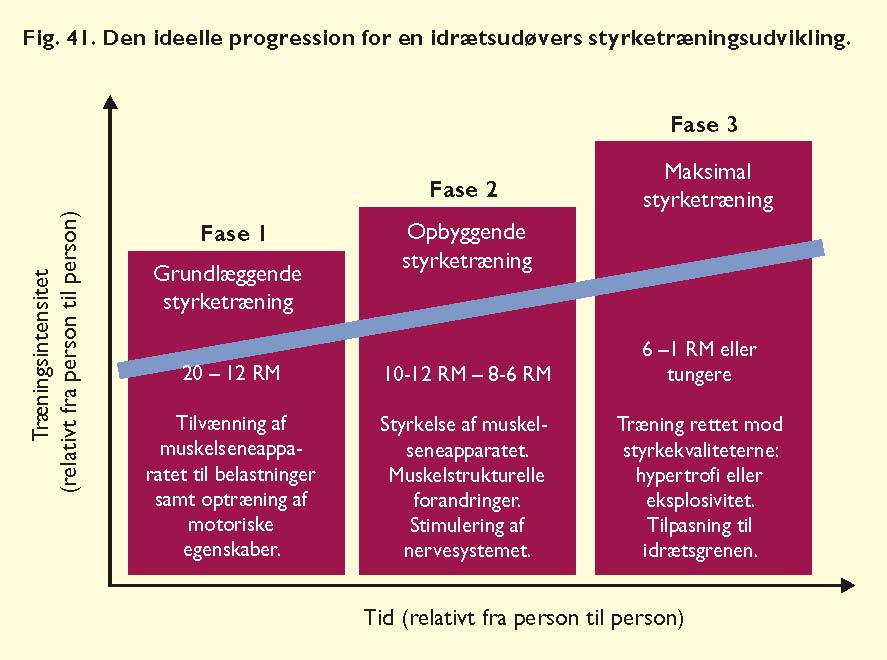 Fig. 41. Den ideelle progression for en idrætsudøvers styrketræningsudvikling.
Træningsintensitet
(relativt fra person til person)
Fase 1
Grundlæggende
styrketræning
20 – 12 RM
Tilvænning af
muskelseneappa-
ratet til belastninger
samt optræning af
motoriske
egenskaber.
Fase 2
Opbyggende
styrketræning
10-12 RM – 8-6 RM
Styrkelse af muskel-
seneapparatet.
Muskelstrukturelle
forandringer.
Stimulering af
nervesystemet.
Fase 3
Maksimal
styrketræning
6 –1 RM eller
tungere
Træning rettet mod
styrkekvaliteterne:
hypertrofi eller
eksplosivitet.
Tilpasning til
idrætsgrenen.
Tid (relativt fra person til person)